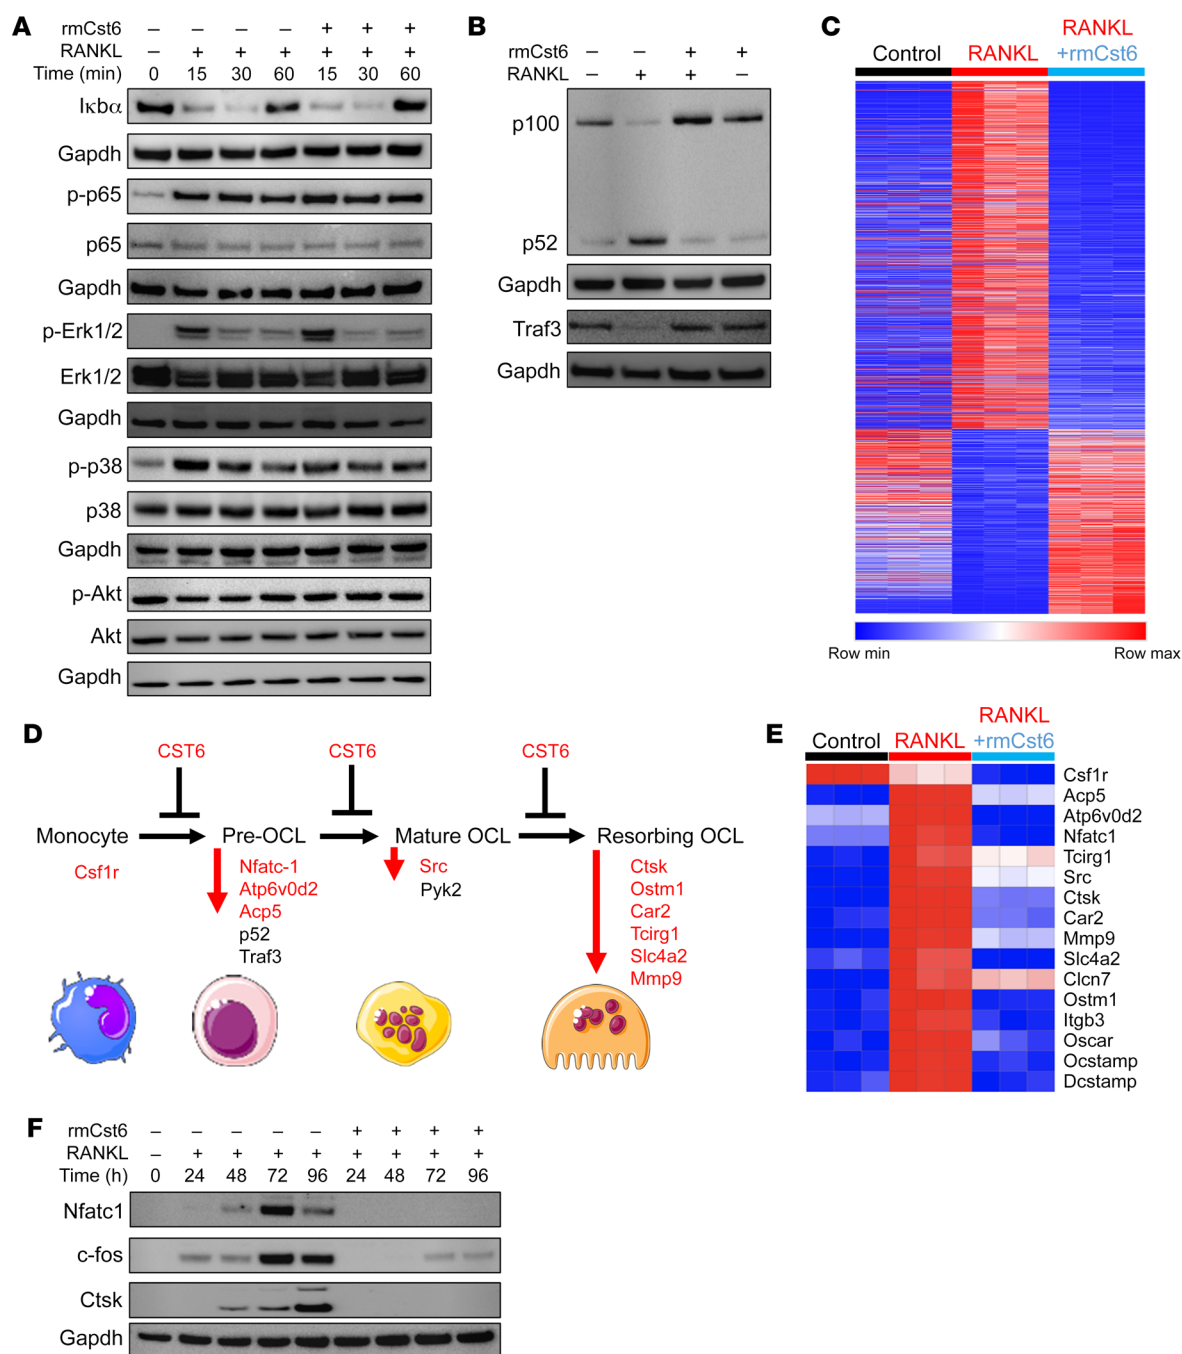 A
rmCst6 – – – – + + +
RANKL – + + + + + +
Time (min) 0 15 30 60 15 30 60
Iκbα
Gapdh
p-p65
p65
Gapdh
p-Erk1/2
Erk1/2
Gapdh
p-p38
p38
Gapdh
p-Akt
Akt
Gapdh
B
rmCst6 – – + +
RANKL – + + –
p100
p52
Gapdh
Traf3
Gapdh
C
RANKL
Control RANKL +rmCst6
Row min Row max
D
CST6 CST6 CST6
Monocyte Pre-OCL Mature OCL Resorbing OCL
Csf1r
Nfatc-1
Atp6v0d2
Acp5
p52
Traf3
Src
Pyk2
Ctsk
Ostm1
Car2
Tcirg1
Slc4a2
Mmp9
E
RANKL
Control RANKL +rmCst6
Csf1r
Acp5
Atp6v0d2
Nfatc1
Tcirg1
Src
Ctsk
Car2
Mmp9
Slc4a2
Clcn7
Ostm1
Itgb3
Oscar
Ocstamp
Dcstamp
F
rmCst6 – – – – – + + + +
RANKL – + + + + + + + +
Time (h) 0 24 48 72 96 24 48 72 96
Nfatc1
c-fos
Ctsk
Gapdh